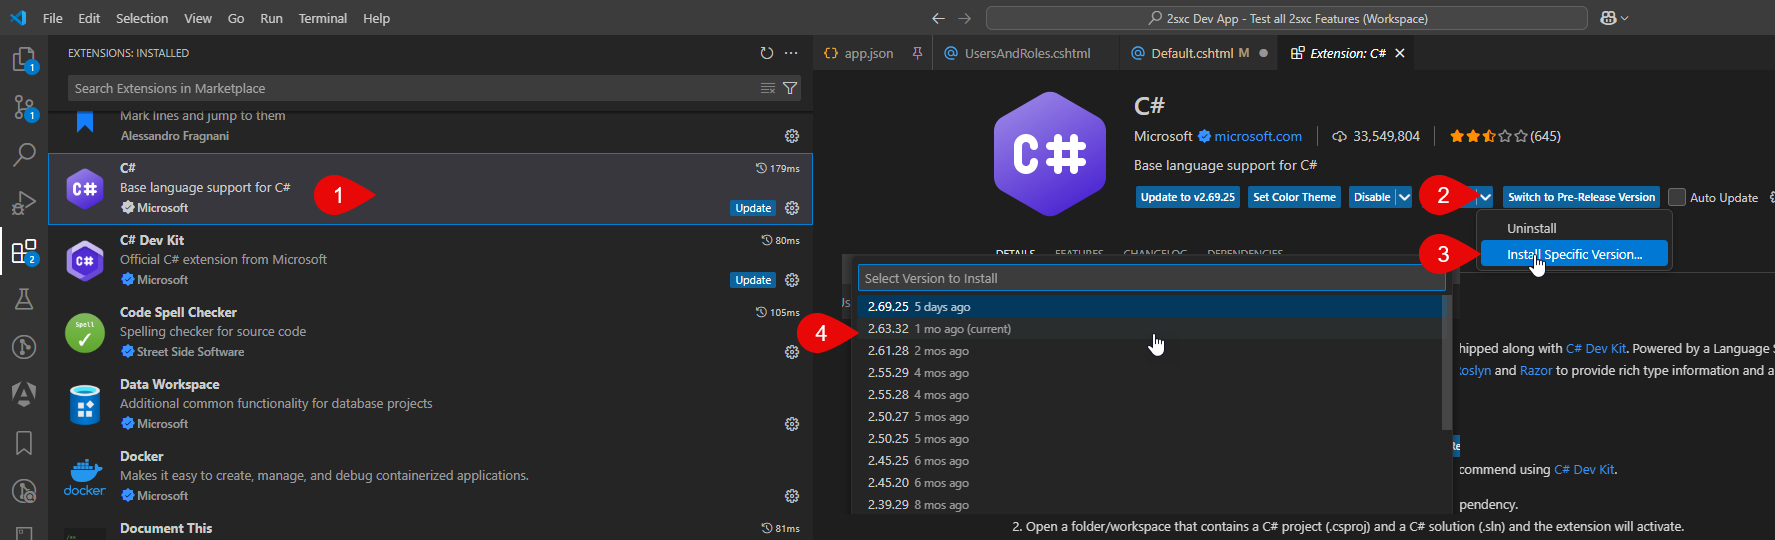 File Edit Selection View Go Run Terminal Help
2sxc Dev App - Test all 2sxc Features (Workspace)
EXTENSIONS: INSTALLED
Search Extensions in Marketplace
Mark lines and jump to them
Alessandro Fragnani
C#
179ms
Base language support for C#
Microsoft
Update
C# Dev Kit
80ms
Official C# extension from Microsoft
Microsoft
Update
Code Spell Checker
105ms
Spell
Spelling checker for source code
Street Side Software
Data Workspace
Additional common functionality for database projects
Microsoft
Docker
Makes it easy to create, manage, and debug containerized applications.
docker
Microsoft
Document This
81ms
1
1
2
1
app.json
UsersAndRoles.cshtml
Default.cshtml M
Extension: C#
C#
C#
Microsoft microsoft.com 33,549,804 (645)
Base language support for C#
Update to v2.69.25 Set Color Theme Disable 2 Switch to Pre-Release Version Auto Update
Uninstall
3 Install Specific Version...
DETAILS FEATURES CHANGELOG DEPENDENCIES
Select Version to Install
2.69.25 5 days ago
4
2.63.32 1 mo ago (current)
2.61.28 2 mos ago
2.55.29 4 mos ago
2.55.28 4 mos ago
2.50.27 5 mos ago
2.50.25 5 mos ago
2.45.25 6 mos ago
2.45.20 6 mos ago
2.39.29 8 mos ago
hipped along with C# Dev Kit. Powered by a Language S
oslyn and Razor to provide rich type information and a
commend using C# Dev Kit.
pendency.
2. Open a folder/workspace that contains a C# project (.csproj) and a C# solution (.sln) and the extension will activate.